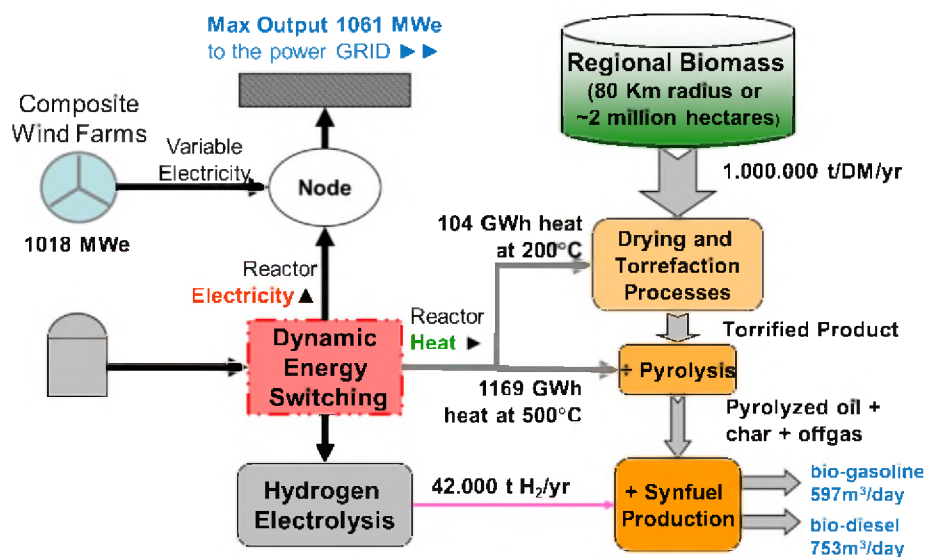 Max Output 1061 MWe
to the power GRID ►►
Composite
Wind Farms
1018 MWe
Variable
Electricity
Node
Reactor
Electricity▲
Dynamic
Energy
Switching
Reactor
Heat ►
104 GWh heat
at 200°C
1169 GWh
heat at 500°C
Hydrogen
Electrolysis
42.000 t H₂/yr
Regional Biomass
(80 Km radius or
~2 million hectares)
1.000.000 t/DM/yr
Drying and
Torrefaction
Processes
Torrified Product
÷ Pyrolysis
Pyrolyzed oil +
char + offgas
+ Synfuel
Production
bio-gasoline
597m³/day
bio-diesel
753m³/day